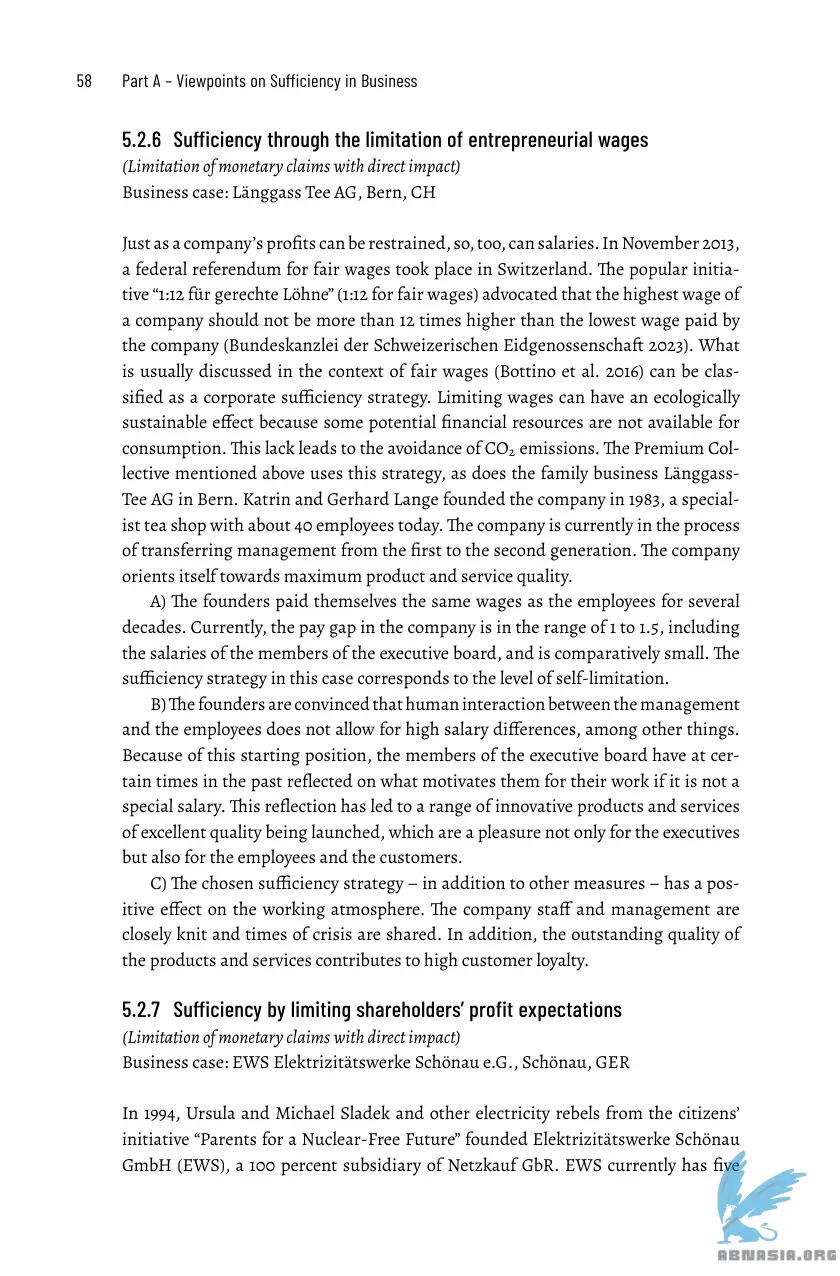 58 Part A – Viewpoints on Sufficiency in Business
5.2.6 Sufficiency through the limitation of entrepreneurial wages
(Limitation of monetary claims with direct impact)
Business case: Länggass Tee AG, Bern, CH
Just as a company’s profits can be restrained, so, too, can salaries. In November 2013,
a federal referendum for fair wages took place in Switzerland. The popular initia-
tive “1:12 für gerechte Löhne” (1:12 for fair wages) advocated that the highest wage of
a company should not be more than 12 times higher than the lowest wage paid by
the company (Bundeskanzlei der Schweizerischen Eidgenossenschaft 2023). What
is usually discussed in the context of fair wages (Bottino et al. 2016) can be clas-
sified as a corporate sufficiency strategy. Limiting wages can have an ecologically
sustainable effect because some potential financial resources are not available for
consumption. This lack leads to the avoidance of CO₂ emissions. The Premium Col-
lective mentioned above uses this strategy, as does the family business Länggass-
Tee AG in Bern. Katrin and Gerhard Lange founded the company in 1983, a special-
ist tea shop with about 40 employees today. The company is currently in the process
of transferring management from the first to the second generation. The company
orients itself towards maximum product and service quality.
A) The founders paid themselves the same wages as the employees for several
decades. Currently, the pay gap in the company is in the range of 1 to 1.5, including
the salaries of the members of the executive board, and is comparatively small. The
sufficiency strategy in this case corresponds to the level of self-limitation.
B) The founders are convinced that human interaction between the management
and the employees does not allow for high salary differences, among other things.
Because of this starting position, the members of the executive board have at cer-
tain times in the past reflected on what motivates them for their work if it is not a
special salary. This reflection has led to a range of innovative products and services
of excellent quality being launched, which are a pleasure not only for the executives
but also for the employees and the customers.
C) The chosen sufficiency strategy – in addition to other measures – has a pos-
itive effect on the working atmosphere. The company staff and management are
closely knit and times of crisis are shared. In addition, the outstanding quality of
the products and services contributes to high customer loyalty.
5.2.7 Sufficiency by limiting shareholders’ profit expectations
(Limitation of monetary claims with direct impact)
Business case: EWS Elektrizitätswerke Schönau e.G., Schönau, GER
In 1994, Ursula and Michael Sladek and other electricity rebels from the citizens’
initiative “Parents for a Nuclear-Free Future” founded Elektrizitätswerke Schönau
GmbH (EWS), a 100 percent subsidiary of Netzkauf GbR. EWS currently has five
ABNASIA.ORG